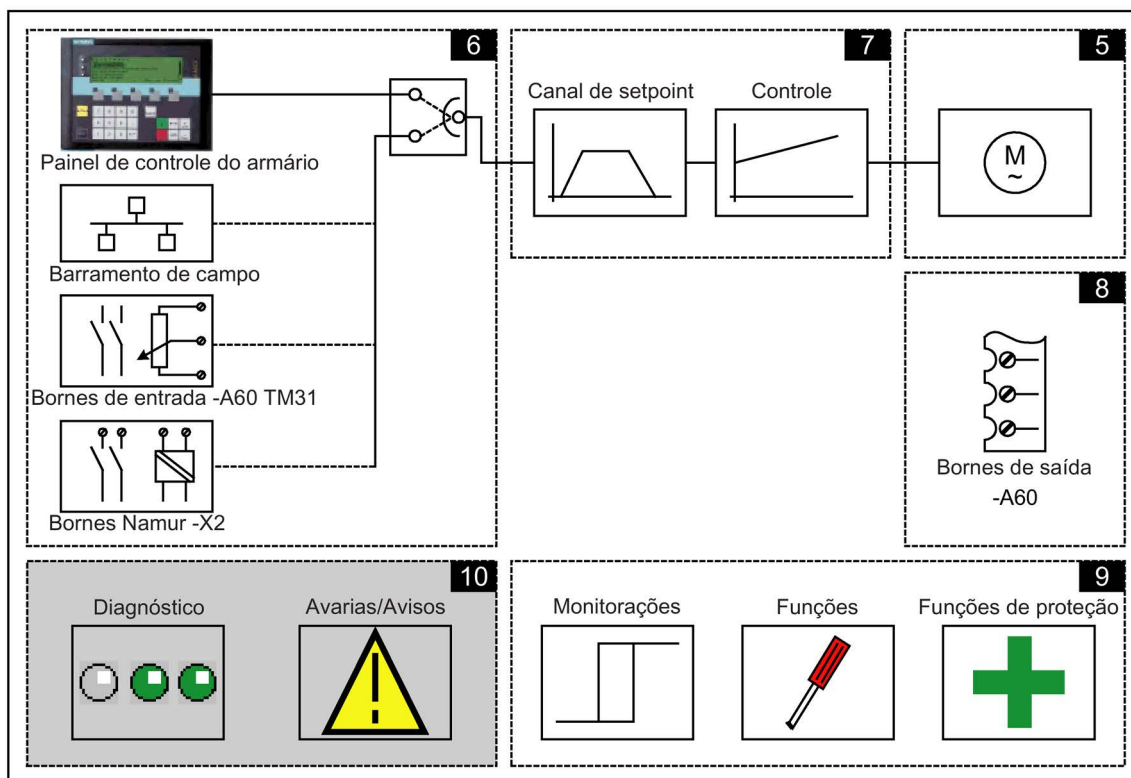 6
Painel de controle do armário
Barramento de campo
Bornes de entrada -A60 TM31
Bornes Namur -X2
7
Canal de setpoint
Controle
5
M
~
8
Bornes de saída
-A60
10
Diagnóstico
Avarias/Avisos
9
Monitorações
Funções
Funções de proteção